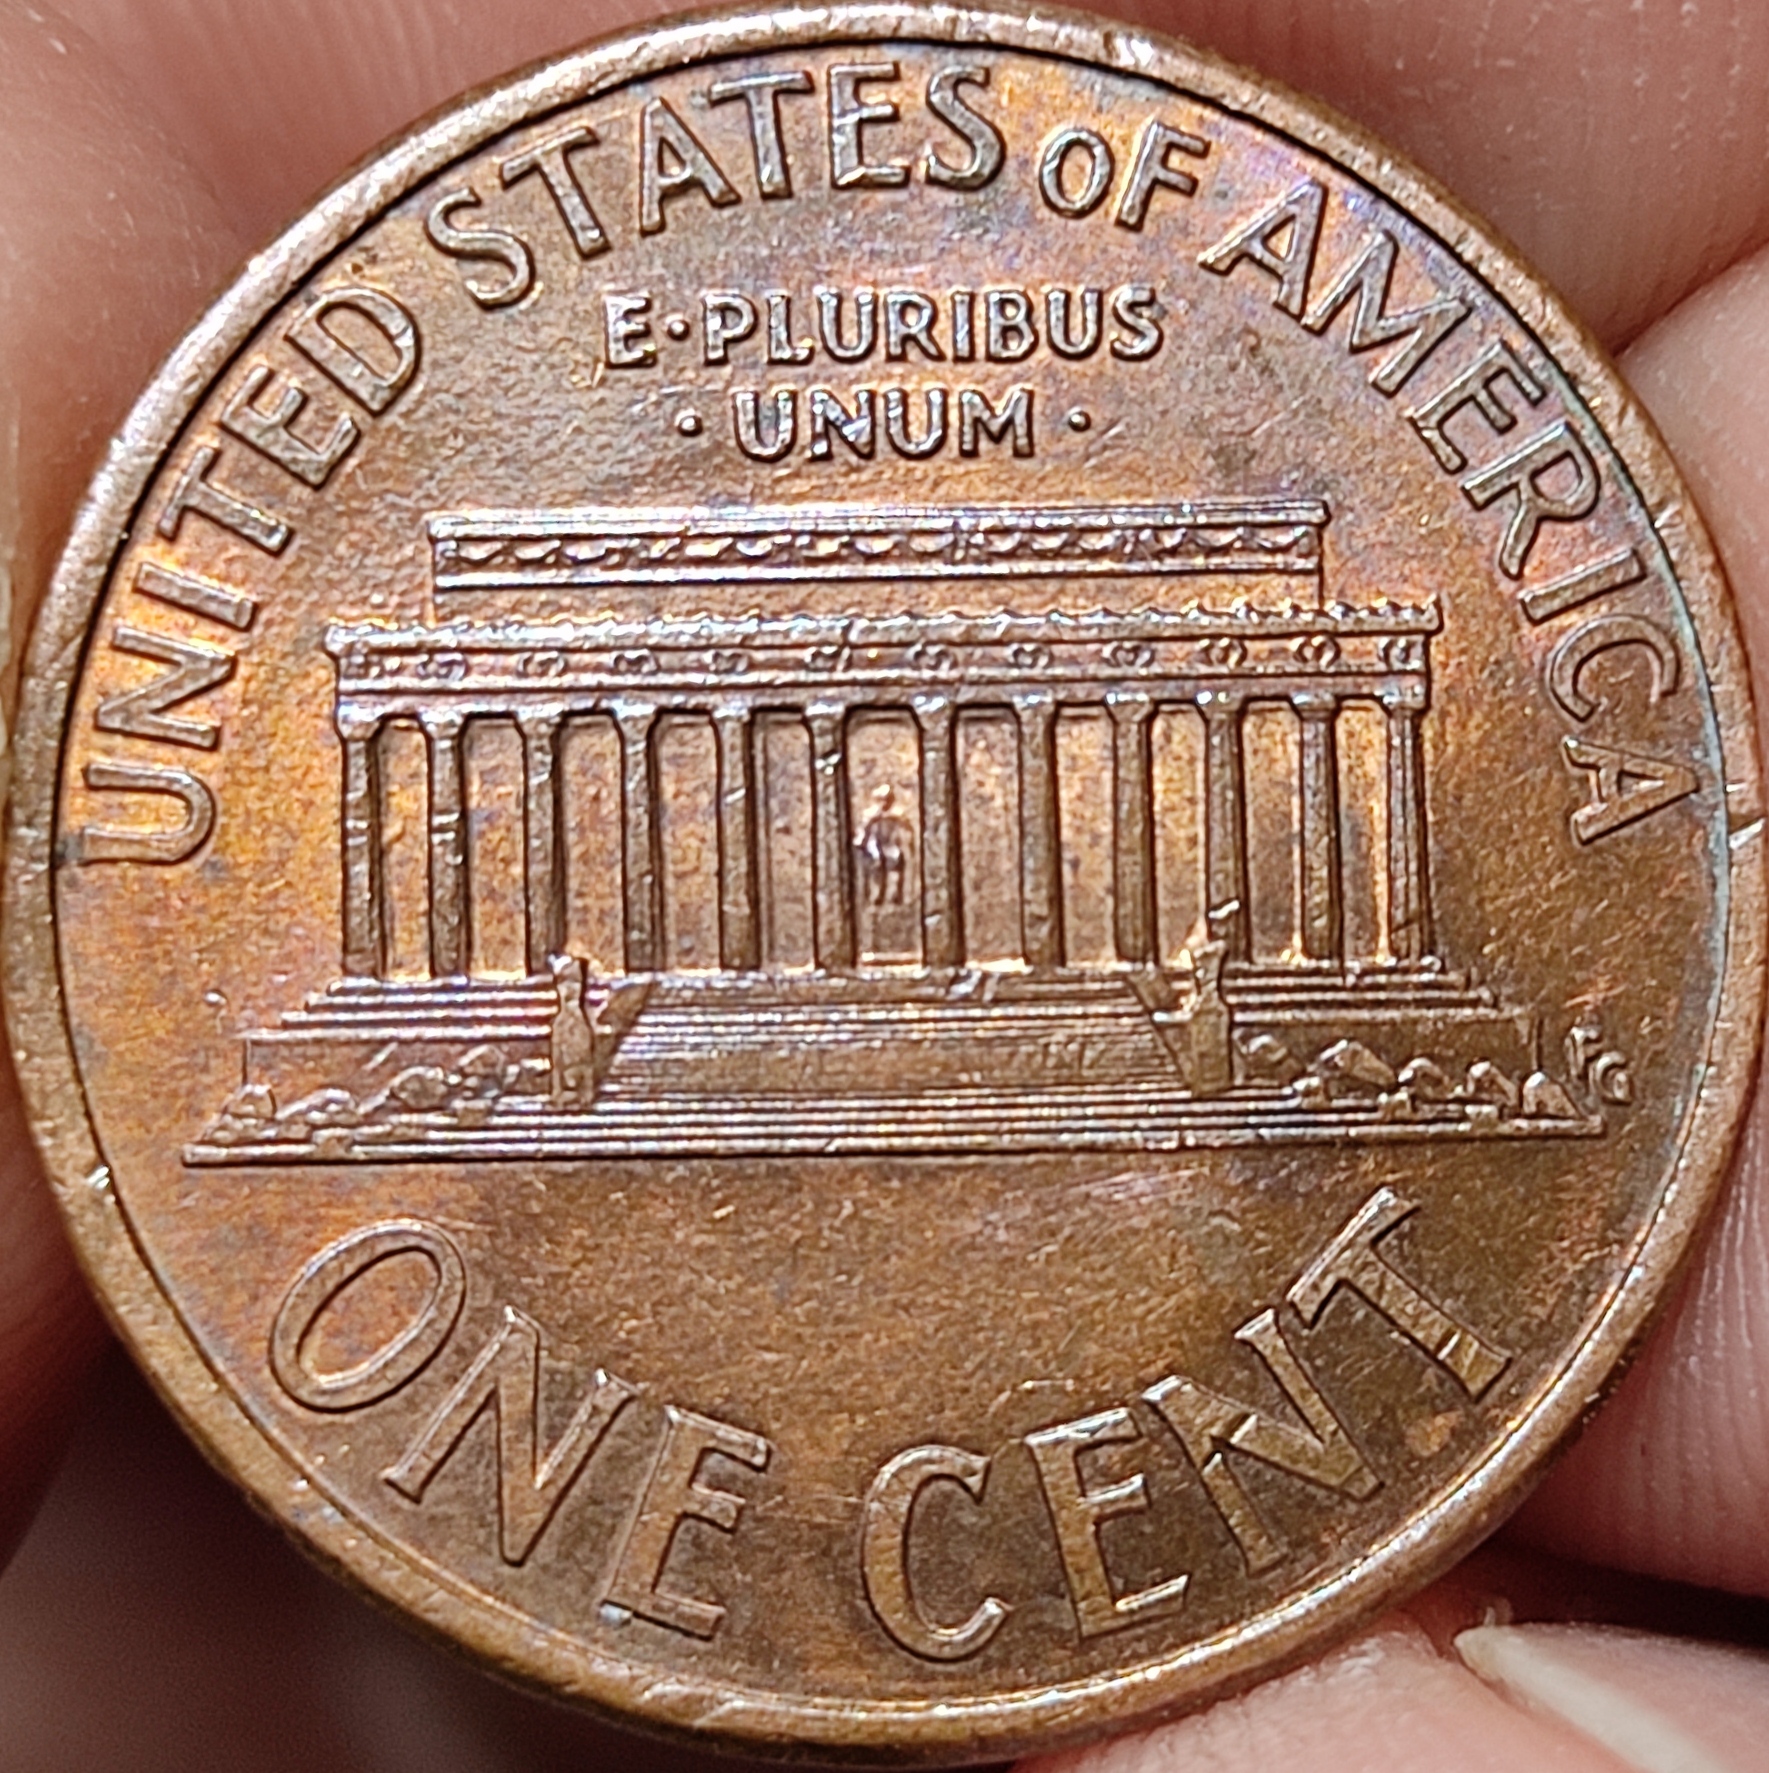 UNITED STATES OF AMERICA
E·PLURIBUS
·UNUM·
FG
ONE CENT